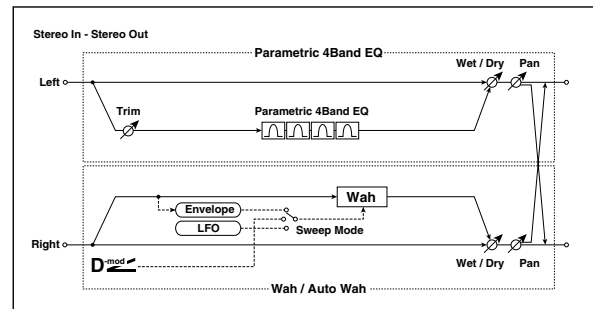 Stereo In - Stereo Out
Parametric 4Band EQ
Wet / Dry Pan
Left
Trim
Parametric 4Band EQ
Wah
Envelope
LFO
Sweep Mode
Right
D-mod
Wet / Dry Pan
Wah / Auto Wah